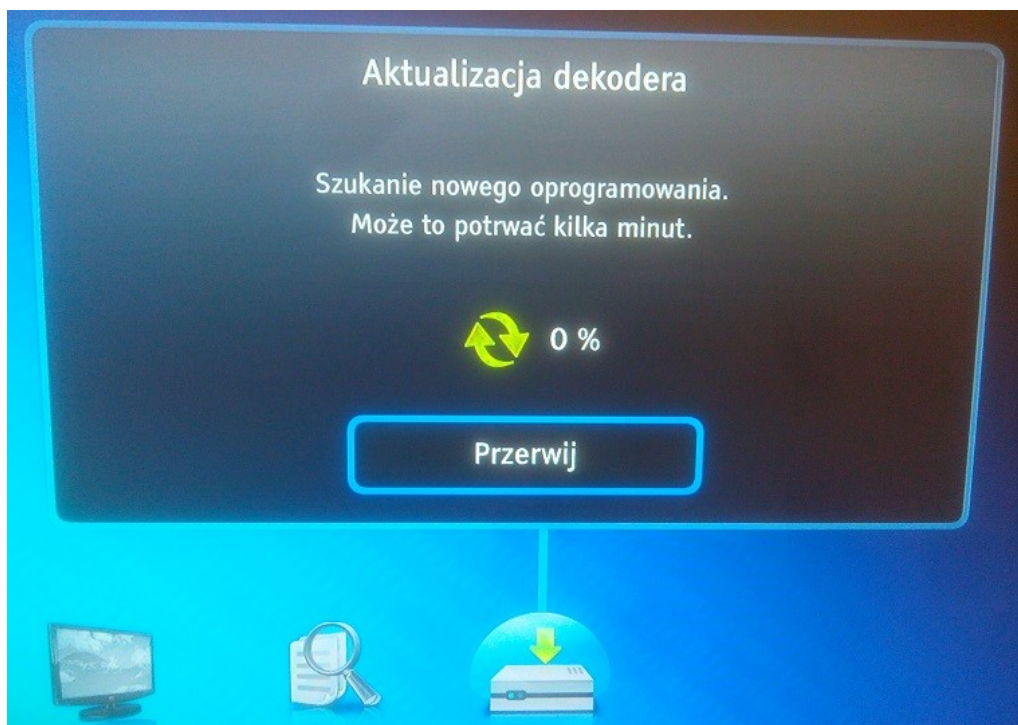 Aktualizacja dekodera
Szukanie nowego oprogramowania.
Może to potrwać kilka minut.
0 %
Przerwij